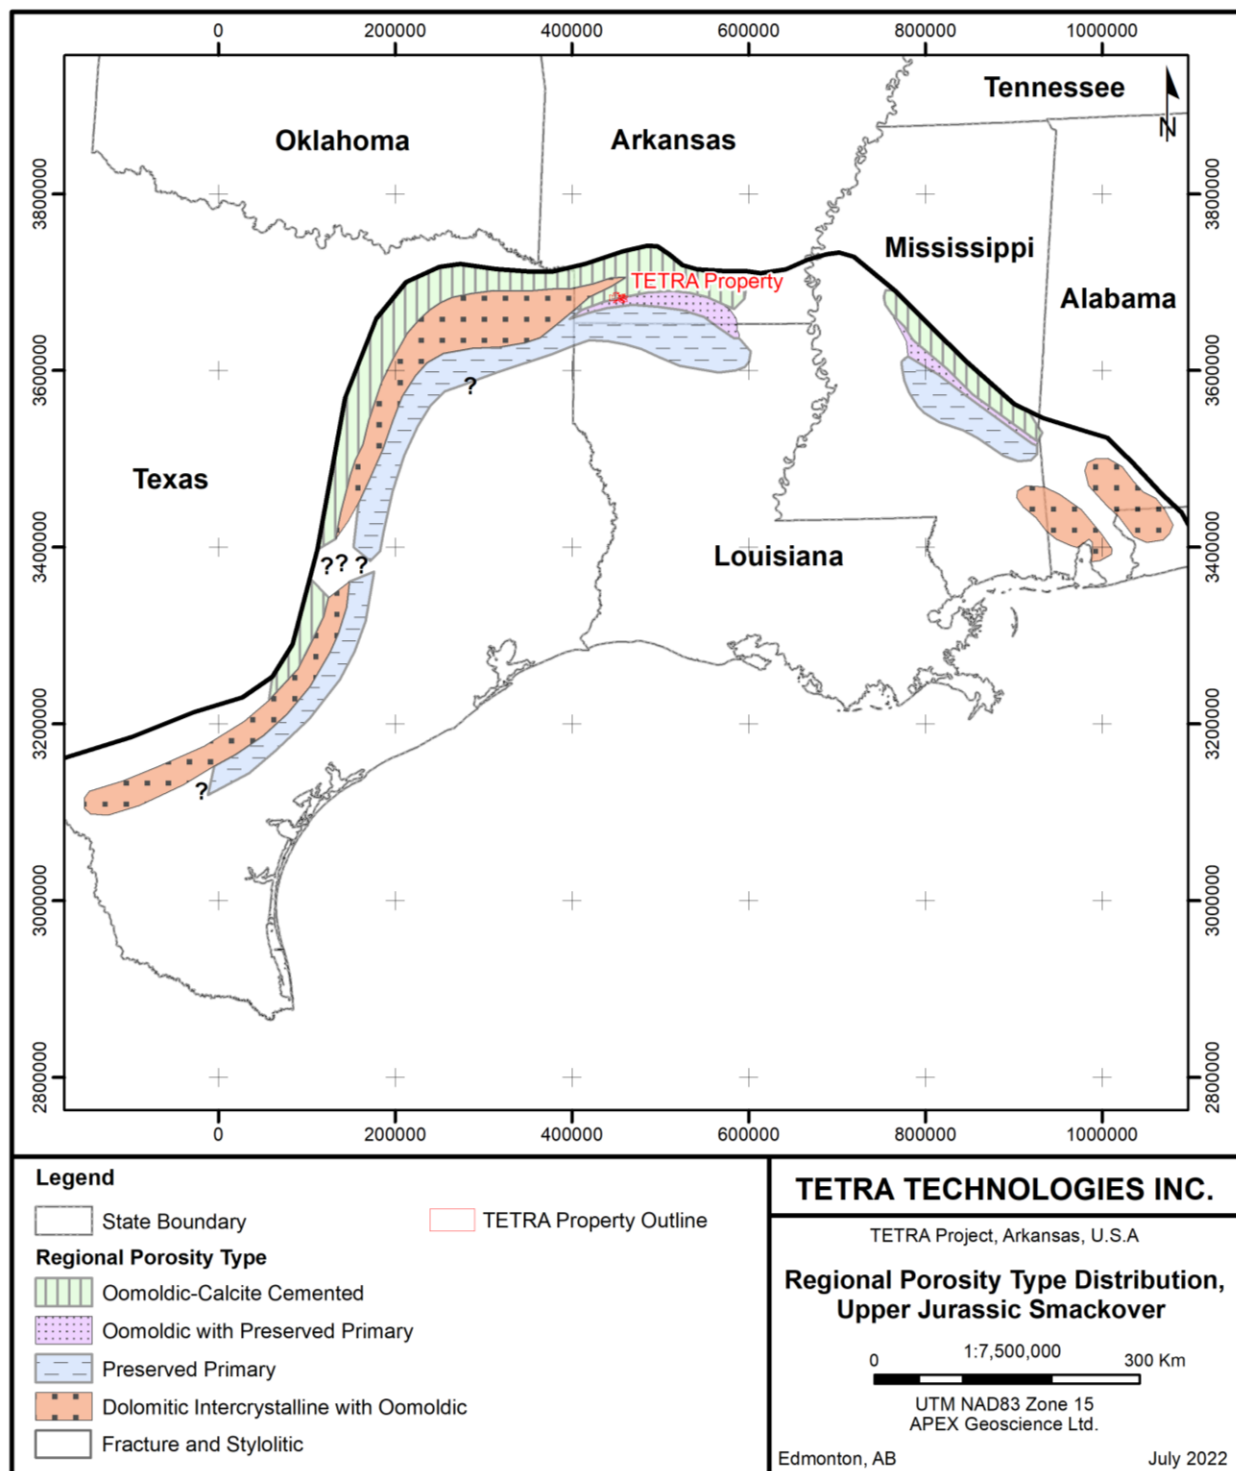 0 200000 400000 600000 800000 1000000
Tennessee
N
Oklahoma
Arkansas
3800000
3800000
Mississippi
TETRA Property
Alabama
3600000
3600000
?
Texas
Louisiana
3400000
3400000
? ? ?
3200000
3200000
?
3000000
3000000
2800000
2800000
0 200000 400000 600000 800000 1000000
Legend
State Boundary
TETRA Property Outline
Regional Porosity Type
Oomoldic-Calcite Cemented
Oomoldic with Preserved Primary
Preserved Primary
Dolomitic Intercrystalline with Oomoldic
Fracture and Stylolitic
TETRA TECHNOLOGIES INC.
TETRA Project, Arkansas, U.S.A
Regional Porosity Type Distribution,
Upper Jurassic Smackover
1:7,500,000
0 300 Km
UTM NAD83 Zone 15
APEX Geoscience Ltd.
Edmonton, AB July 2022